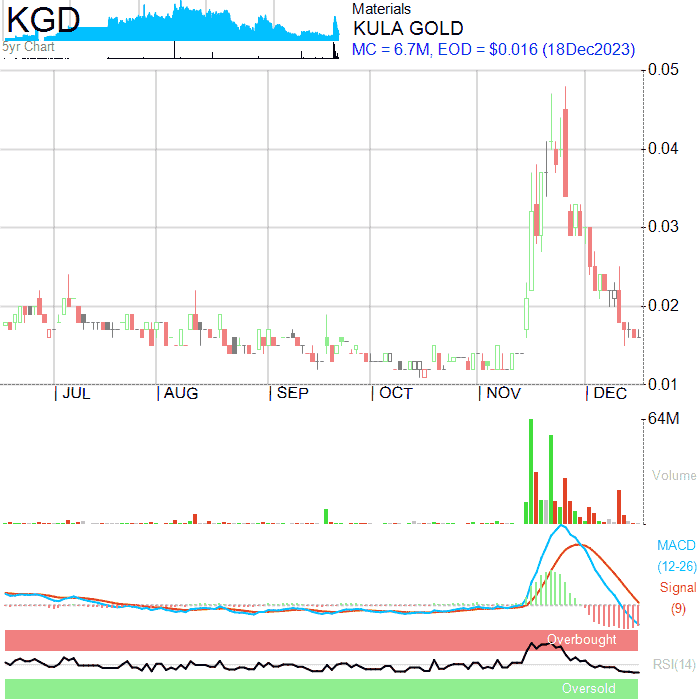 KGD
5yr Chart
Materials
KULA GOLD
MC = 6.7M, EOD = $0.016 (18Dec2023)
0.05
0.04
0.03
0.02
0.01
JUL AUG SEP OCT NOV DEC
64M
Volume
MACD
(12-26)
Signal
(9)
Overbought
RSI(14)
Oversold